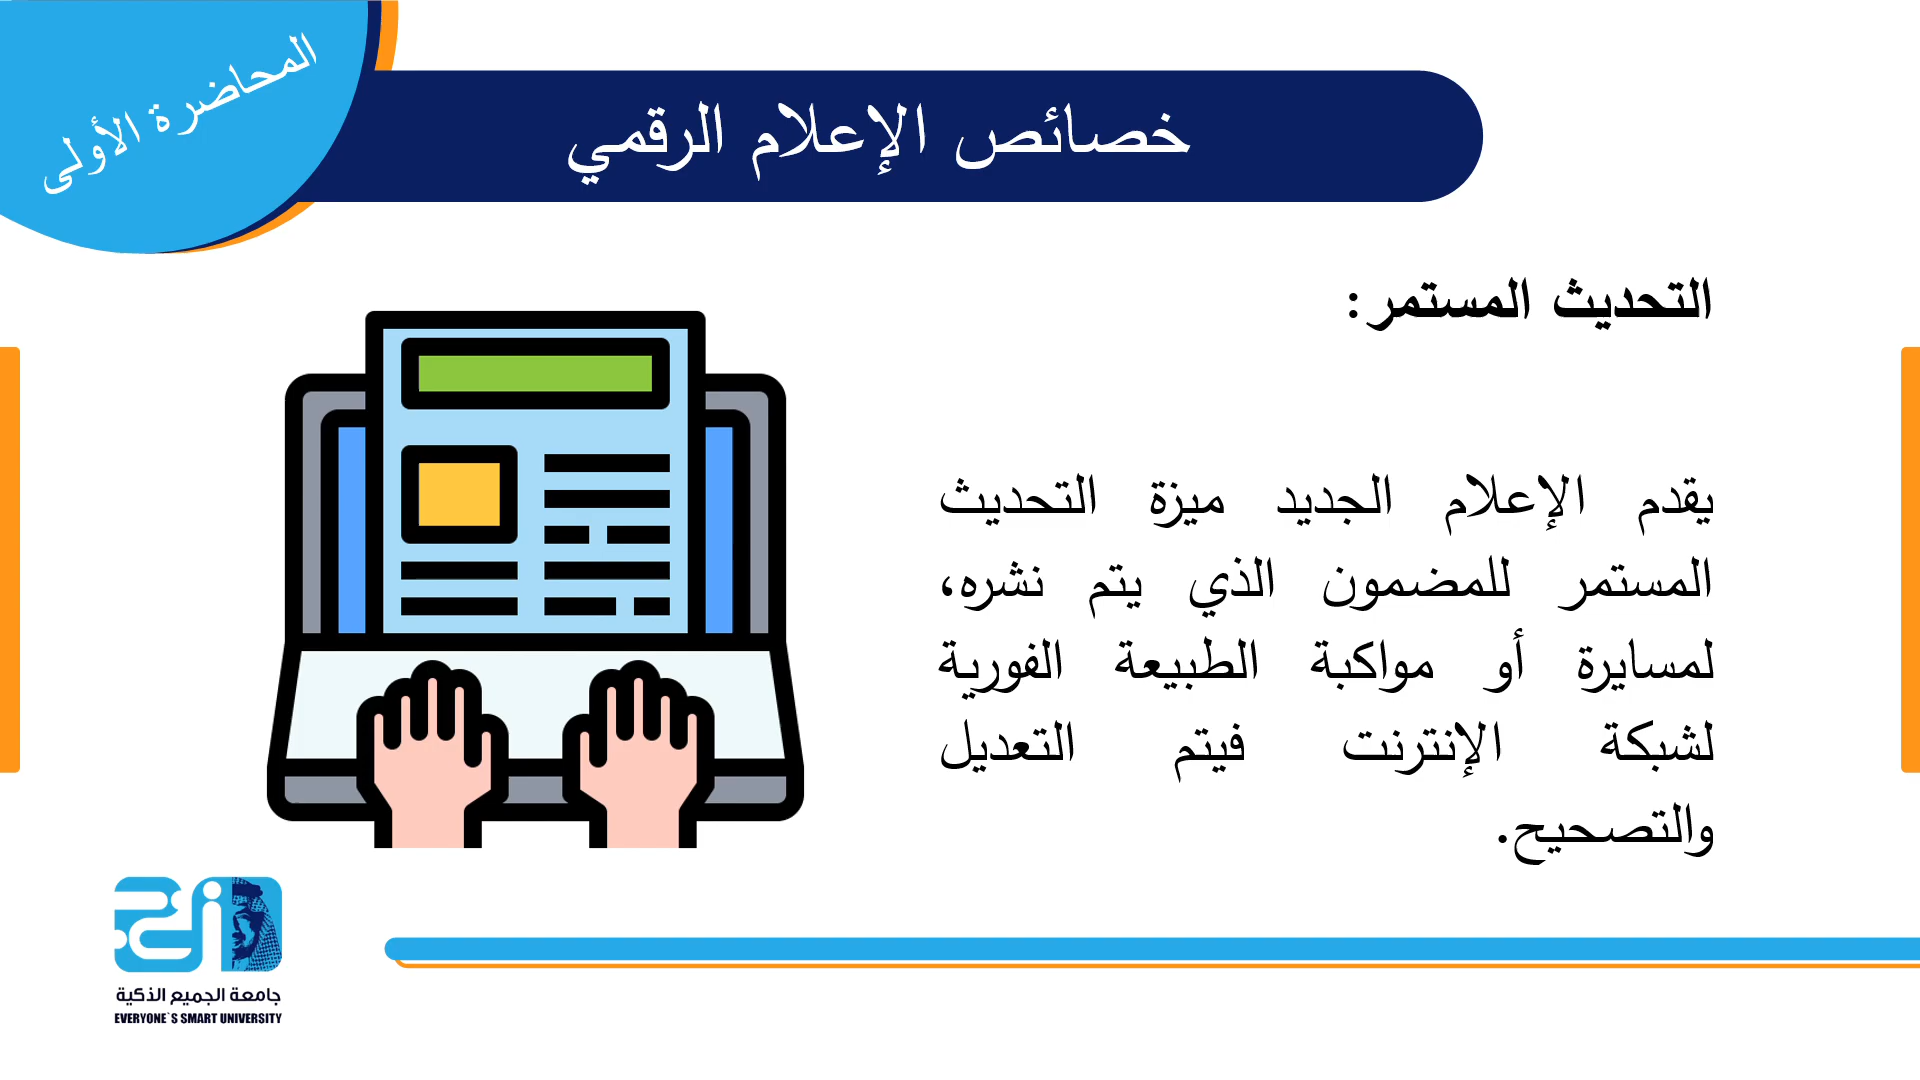 المحاضرة الأولى
خصائص الإعلام الرقمي
التحديث المستمر:
يقدم الإعلام الجديد ميزة التحديث
المستمر للمضمون الذي يتم نشره،
لمسايرة أو مواكبة الطبيعة الفورية
لشبكة الإنترنت فيتم التعديل
والتصحيح.
جامعة الجميع الذكية
EVERYONE`S SMART UNIVERSITY